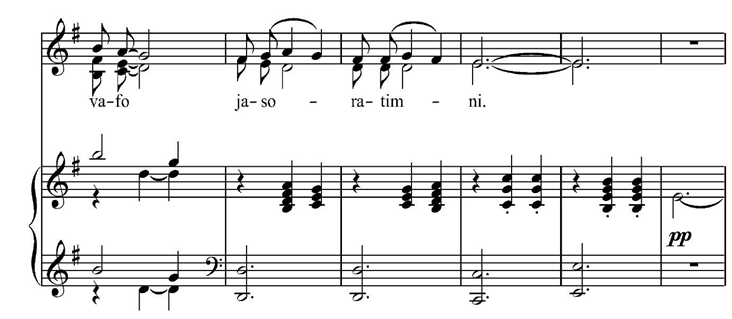 va-fo ja-so - ra-tim - ni.
pp